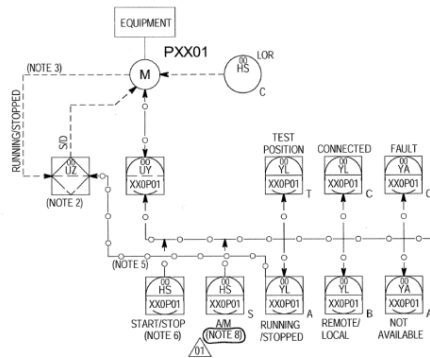 EQUIPMENT
PXX01
M
(NOTE 3)
00
HS
LOR
C
RUNNING/STOPPED
S/D
00
UZ
(NOTE 2)
00
UY
XX0P01
TEST
POSITION
00
YL
XX0P01
T
CONNECTED
00
YL
XX0P01
C
FAULT
00
YA
XX0P01
(NOTE 5)
00
HS
XX0P01
START/STOP
(NOTE 6)
00
HS
XX0P01
S
A/M
(NOTE 8)
01
00
YL
XX0P01
A
RUNNING
/STOPPED
00
YL
XX0P01
B
REMOTE/
LOCAL
00
YA
XX0P01
NOT
AVAILABLE